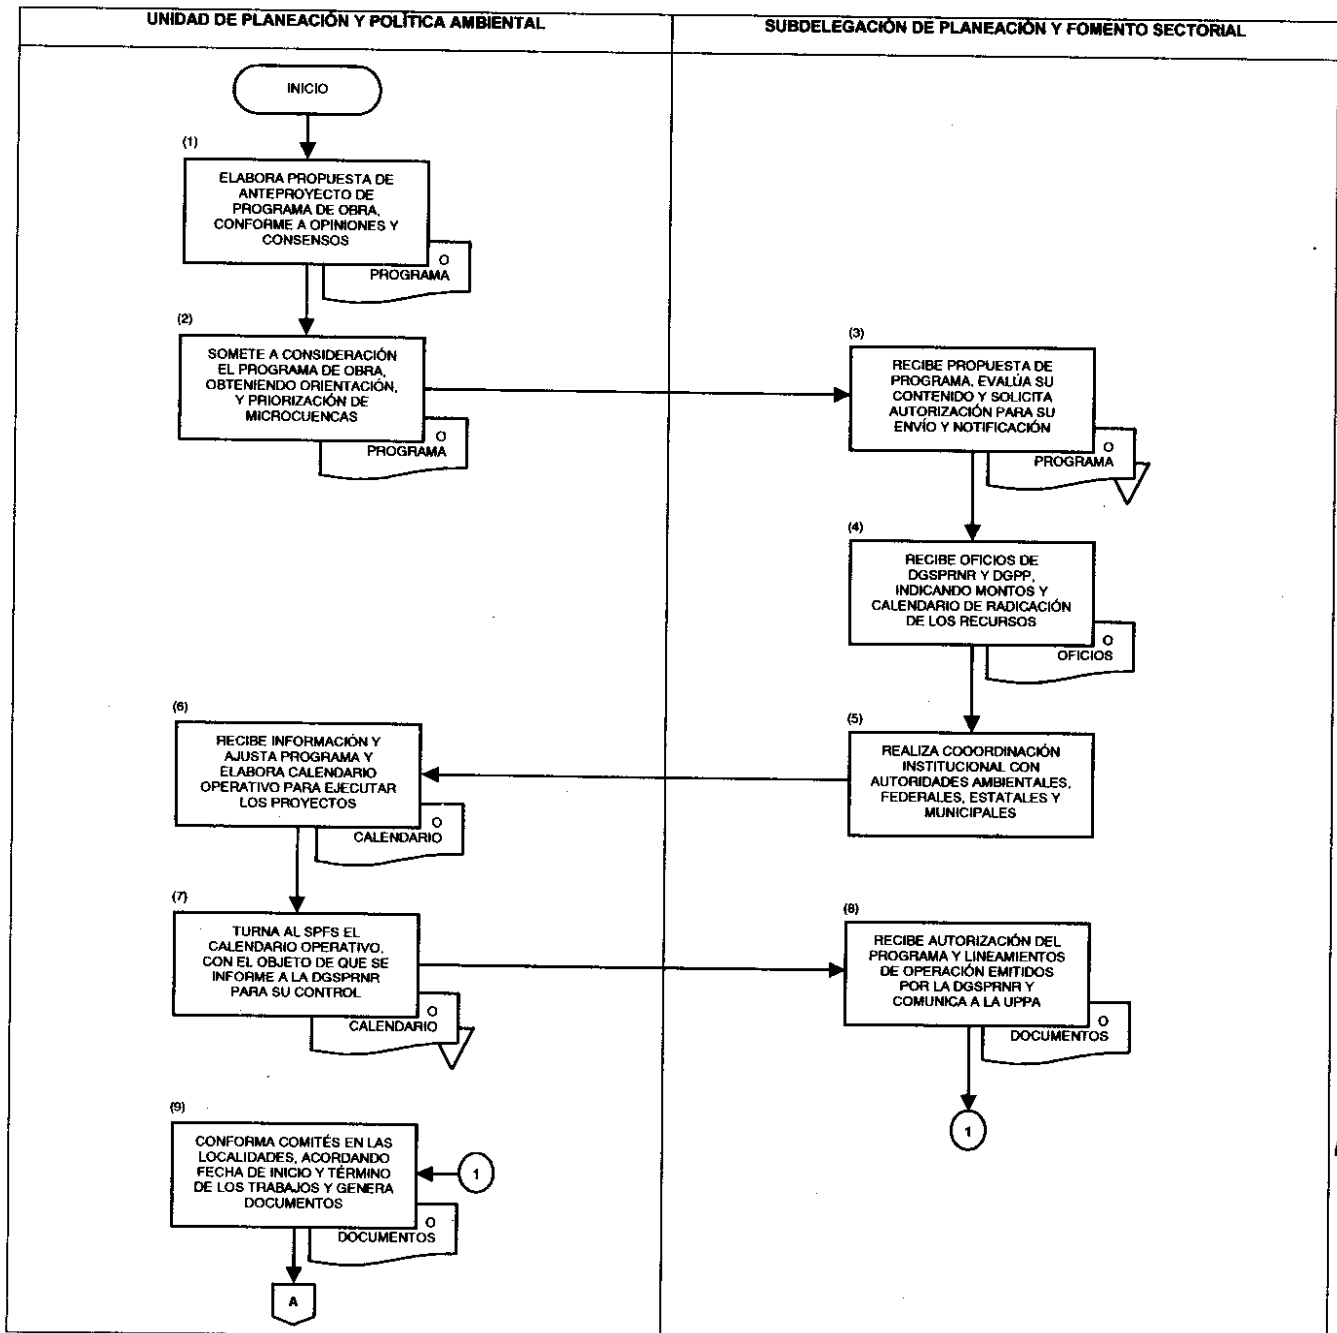 UNIDAD DE PLANEACIÓN Y POLÍTICA AMBIENTAL
SUBDELEGACIÓN DE PLANEACIÓN Y FOMENTO SECTORIAL
INICIO
(1)
ELABORA PROPUESTA DE
ANTEPROYECTO DE
PROGRAMA DE OBRA,
CONFORME A OPINIONES Y
CONSENSOS
O
PROGRAMA
(2)
SOMETE A CONSIDERACIÓN
EL PROGRAMA DE OBRA,
OBTENIENDO ORIENTACIÓN,
Y PRIORIZACIÓN DE
MICROCUENCAS
O
PROGRAMA
(3)
RECIBE PROPUESTA DE
PROGRAMA, EVALÚA SU
CONTENIDO Y SOLICITA
AUTORIZACIÓN PARA SU
ENVÍO Y NOTIFICACIÓN
O
PROGRAMA
(4)
RECIBE OFICIOS DE
DGSPRNR Y DGPP,
INDICANDO MONTOS Y
CALENDARIO DE RADICACIÓN
DE LOS RECURSOS
O
OFICIOS
(5)
REALIZA COOORDINACIÓN
INSTITUCIONAL CON
AUTORIDADES AMBIENTALES,
FEDERALES, ESTATALES Y
MUNICIPALES
(6)
RECIBE INFORMACIÓN Y
AJUSTA PROGRAMA Y
ELABORA CALENDARIO
OPERATIVO PARA EJECUTAR
LOS PROYECTOS
O
CALENDARIO
(7)
TURNA AL SPFS EL
CALENDARIO OPERATIVO,
CON EL OBJETO DE QUE SE
INFORME A LA DGSPRNR
PARA SU CONTROL
O
CALENDARIO
(8)
RECIBE AUTORIZACIÓN DEL
PROGRAMA Y LINEAMIENTOS
DE OPERACIÓN EMITIDOS
POR LA DGSPRNR Y
COMUNICA A LA UPPA
O
DOCUMENTOS
1
(9)
CONFORMA COMITÉS EN LAS
LOCALIDADES, ACORDANDO
FECHA DE INICIO Y TÉRMINO
DE LOS TRABAJOS Y GENERA
DOCUMENTOS
1
O
DOCUMENTOS
A